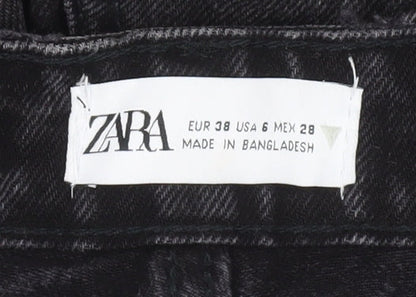 ZARA
EUR 38 USA 6 MEX 28
MADE IN BANGLADESH